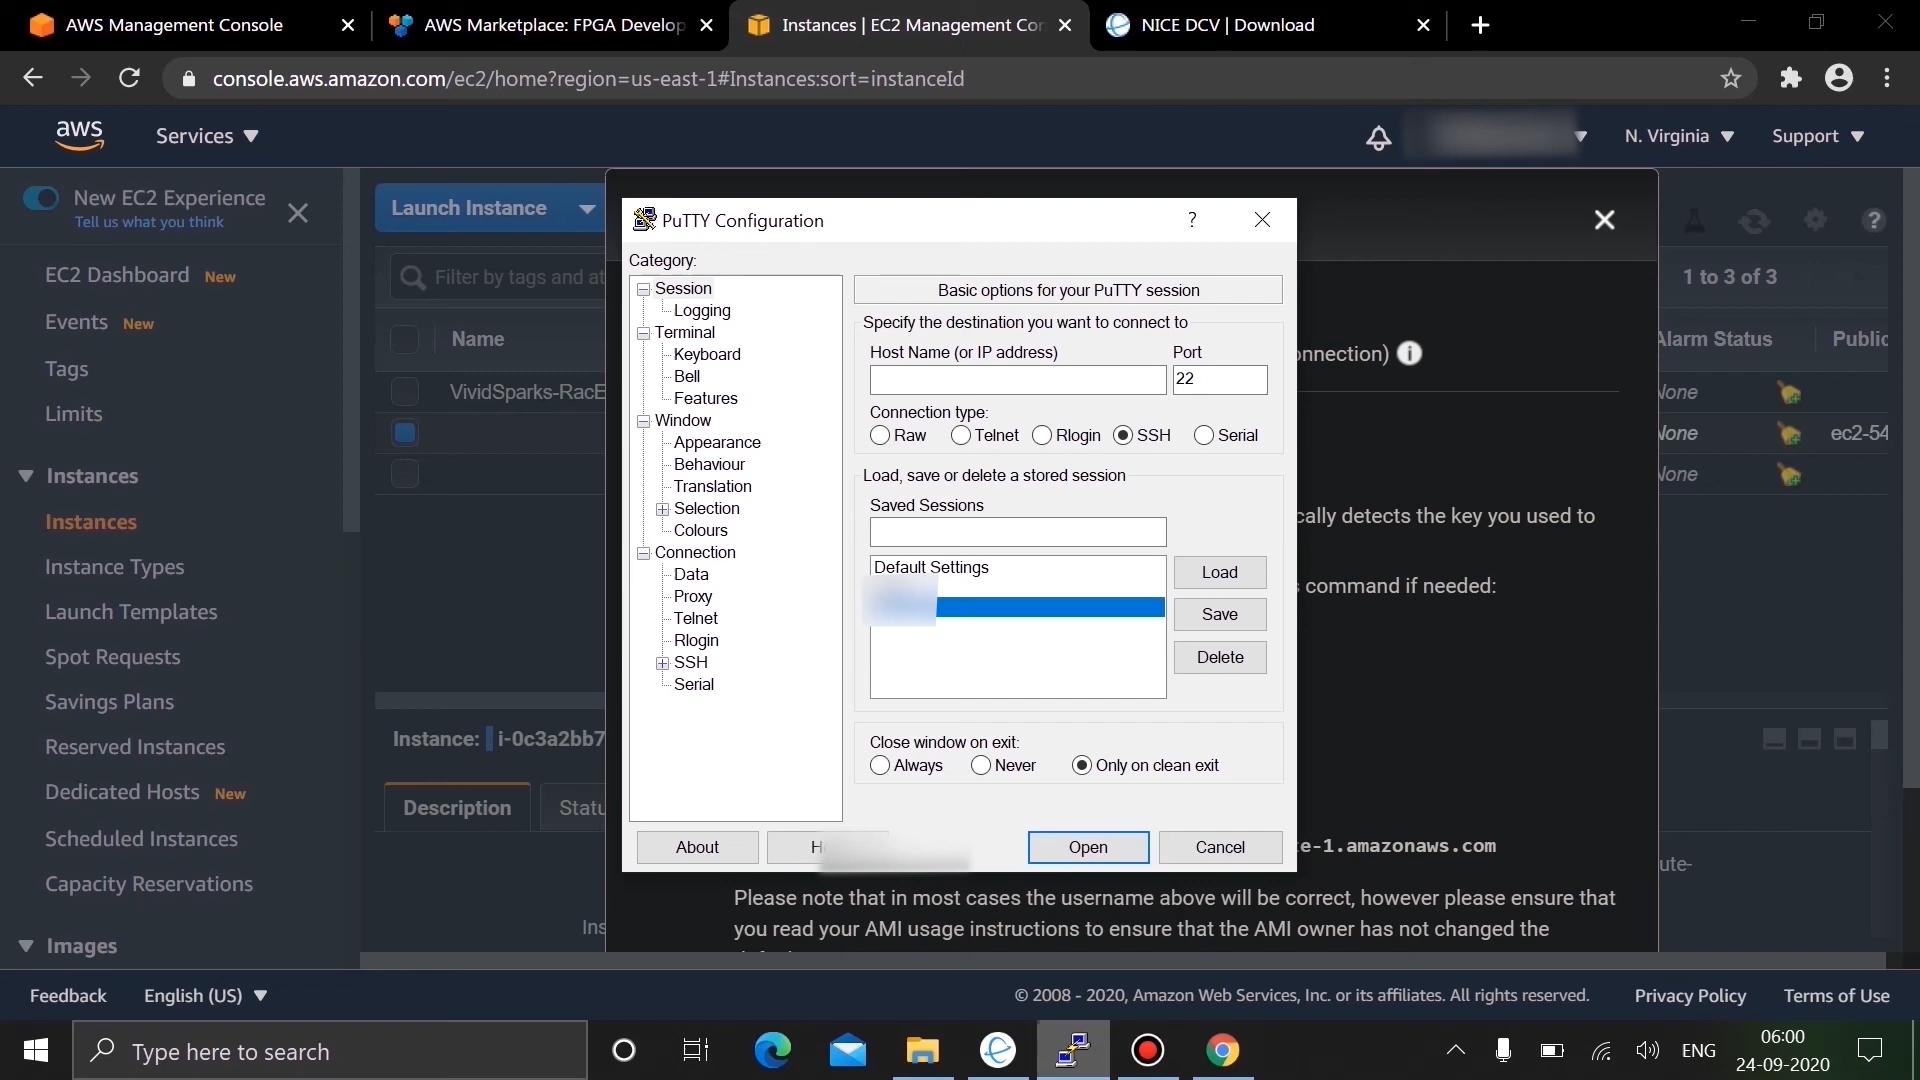 AWS Management Console
AWS Marketplace: FPGA Develop
Instances | EC2 Management Con
NICE DCV | Download
console.aws.amazon.com/ec2/home?region=us-east-1#Instances:sort=instanceId
aws
Services
N. Virginia
Support
New EC2 Experience
Tell us what you think
EC2 Dashboard New
Events New
Tags
Limits
Instances
Instances
Instance Types
Launch Templates
Spot Requests
Savings Plans
Reserved Instances
Dedicated Hosts New
Scheduled Instances
Capacity Reservations
Images
Launch Instance
Filter by tags and at
1 to 3 of 3
Name
Alarm Status
Public
VividSparks-RacE
None
None
ec2-54
None
Instance: i-0c3a2bb7
Description
Statu
Ins
ute-
onnection)
cally detects the key you used to
command if needed:
e-1.amazonaws.com
Please note that in most cases the username above will be correct, however please ensure that
you read your AMI usage instructions to ensure that the AMI owner has not changed the
PuTTY Configuration
?
Category:
Session
Logging
Terminal
Keyboard
Bell
Features
Window
Appearance
Behaviour
Translation
Selection
Colours
Connection
Data
Proxy
Telnet
Rlogin
SSH
Serial
Basic options for your PuTTY session
Specify the destination you want to connect to
Host Name (or IP address)
Port
22
Connection type:
Raw
Telnet
Rlogin
SSH
Serial
Load, save or delete a stored session
Saved Sessions
Default Settings
Load
Save
Delete
Close window on exit:
Always
Never
Only on clean exit
About
Open
Cancel
Feedback
English (US)
© 2008 - 2020, Amazon Web Services, Inc. or its affiliates. All rights reserved.
Privacy Policy
Terms of Use
Type here to search
ENG
06:00
24-09-2020